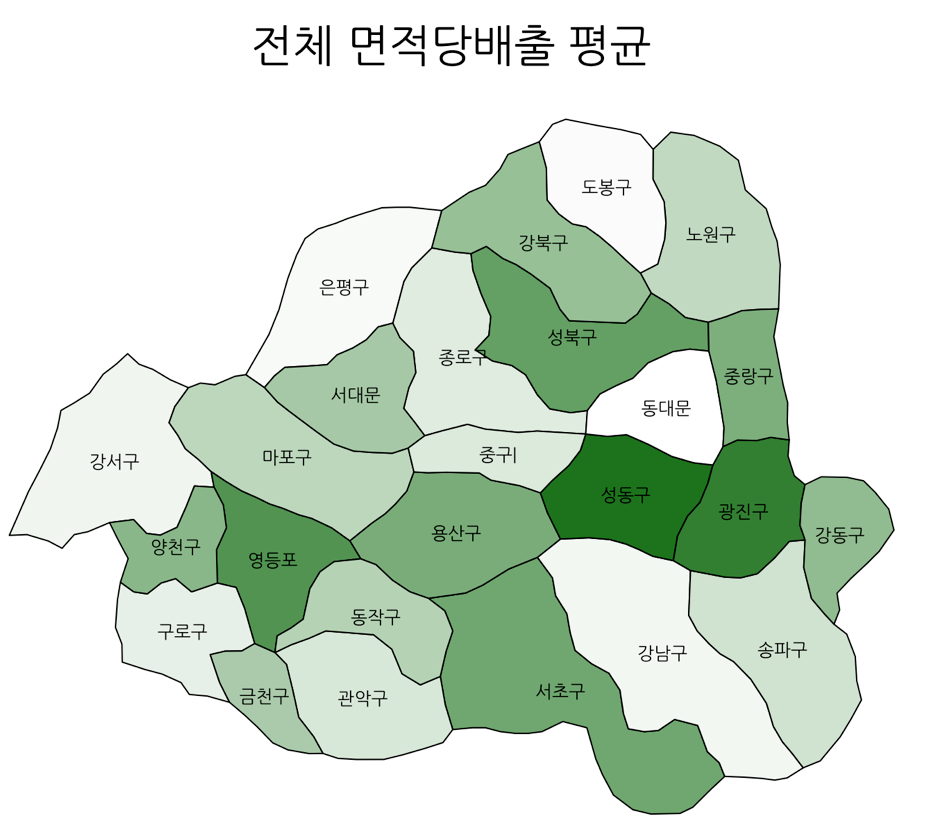 전체 면적당배출 평균
도봉구
노원구
강북구
은평구
성북구
종로구
중랑구
서대문
동대문
마포구
중구
강서구
성동구
광진구
용산구
강동구
양천구
영등포
동작구
구로구
송파구
강남구
서초구
금천구
관악구